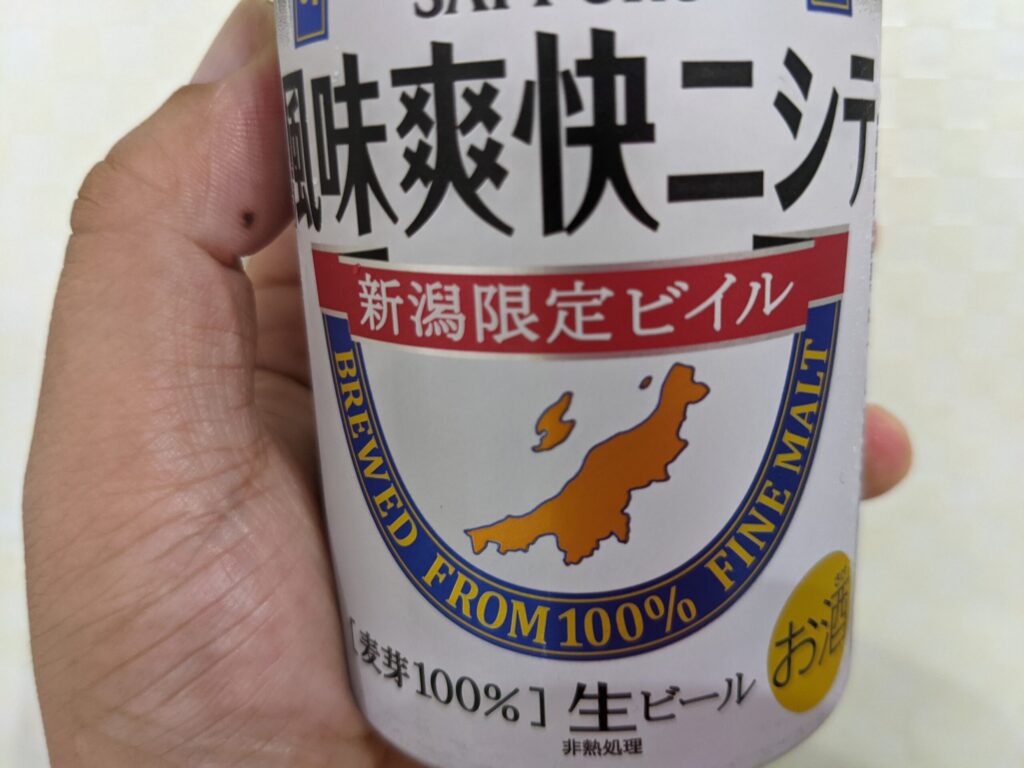 SAPPORO
風味爽快ニシテ
新潟限定ビイル
BREWED FROM 100% FINE MALT
[麦芽100%]
生ビール
非熱処理
お酒